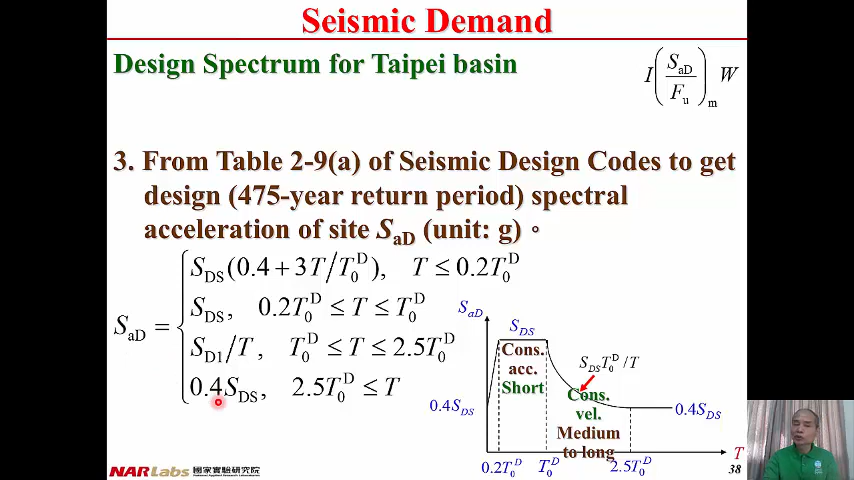 Seismic Demand
Design Spectrum for Taipei basin
I(S_aD/F_u)_m W
3. From Table 2-9(a) of Seismic Design Codes to get
design (475-year return period) spectral
acceleration of site S_aD (unit: g)。
S_aD = { S_DS(0.4+3T/T_0^D), T ≤ 0.2T_0^D
S_DS, 0.2T_0^D ≤ T ≤ T_0^D
S_D1/T, T_0^D ≤ T ≤ 2.5T_0^D
0.4S_DS, 2.5T_0^D ≤ T
S_aD
S_DS
Cons.
acc.
Short
S_DS T_0^D / T
Cons.
vel.
Medium
to long
0.4S_DS
0.4S_DS
0.2T_0^D
T_0^D
2.5T_0^D
T
NARLabs 國家實驗研究院
38